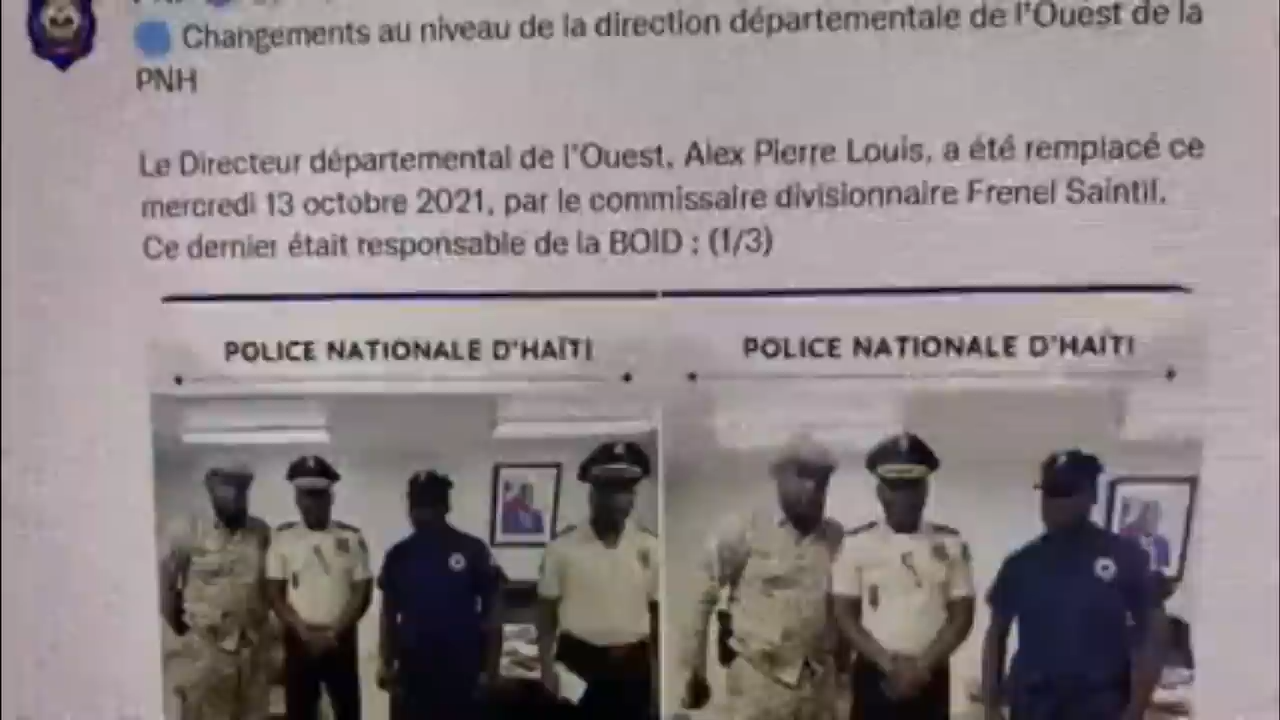 Changements au niveau de la direction départementale de l'Ouest de la
PNH
Le Directeur départemental de l'Ouest, Alex Pierre Louis, a été remplacé ce
mercredi 13 octobre 2021, par le commissaire divisionnaire Frenel Saintil.
Ce dernier était responsable de la BOID : (1/3)
POLICE NATIONALE D'HAÏTI
POLICE NATIONALE D'HAÏTI